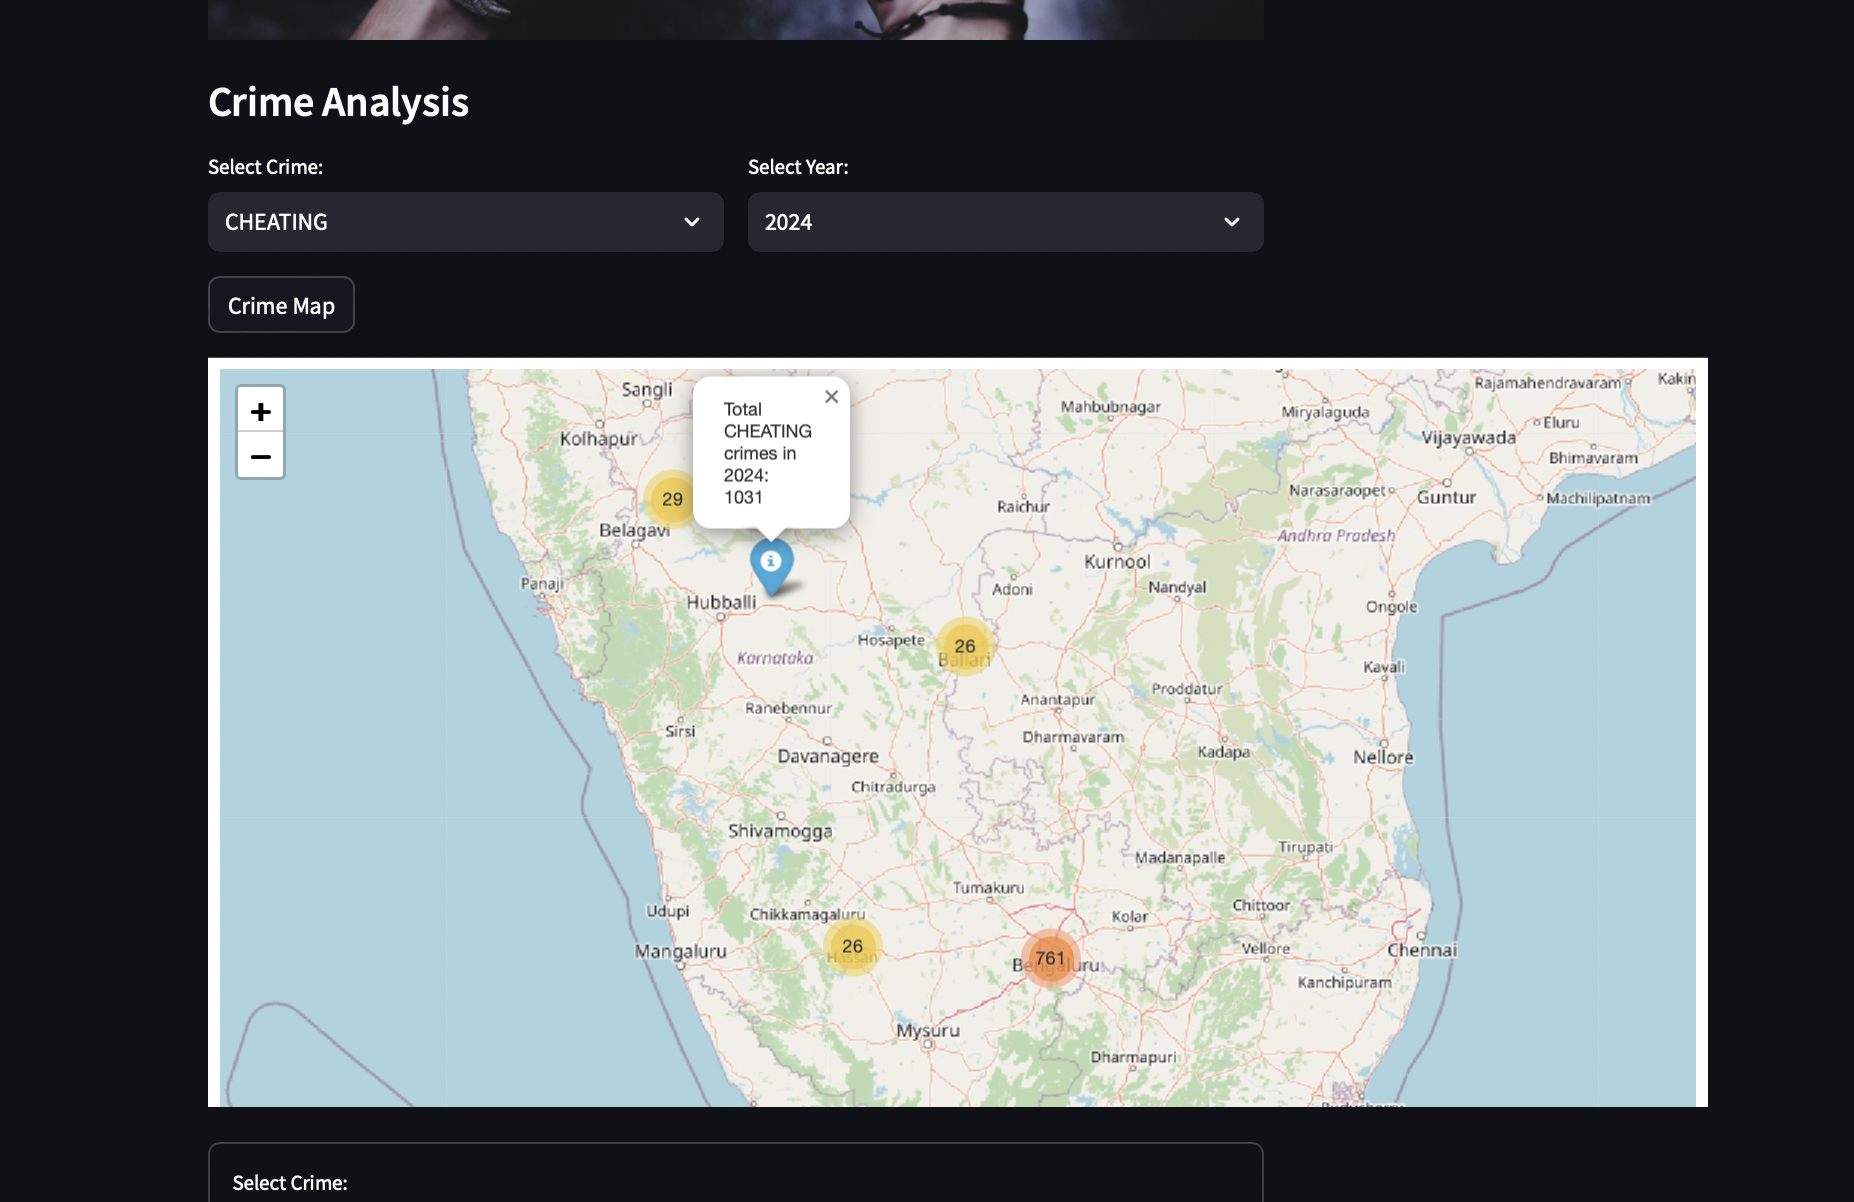 Crime Analysis
Select Crime:
Select Year:
CHEATING
2024
Crime Map
+
−
×
Total
CHEATING
crimes in
2024:
1031
Sangli
Kolhapur
29
Belagavi
Panaji
Hubballi
Karnataka
Hosapete
26
Ballari
Ranebennur
Sirsi
Davanagere
Chitradurga
Shivamogga
Udupi
Chikkamagaluru
Mangaluru
26
Hassan
Tumakuru
Kolar
761
Bengaluru
Mysuru
Dharmapuri
Mahbubnagar
Miryalaguda
Rajamahendravaram
Kakin
Vijayawada
Eluru
Bhimavaram
Raichur
Narasaraopet
Guntur
Machilipatnam
Andhra Pradesh
Kurnool
Adoni
Nandyal
Ongole
Kavali
Anantapur
Proddatur
Dharmavaram
Kadapa
Nellore
Madanapalle
Tirupati
Chittoor
Vellore
Chennai
Kanchipuram
Select Crime: